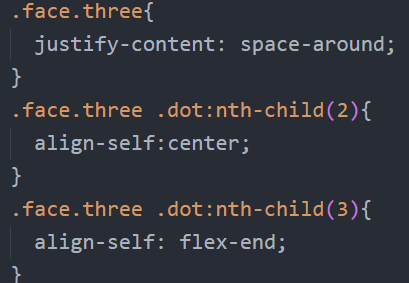 .face.three{
justify-content: space-around;
}
.face.three .dot:nth-child(2){
align-self:center;
}
.face.three .dot:nth-child(3){
align-self: flex-end;
}